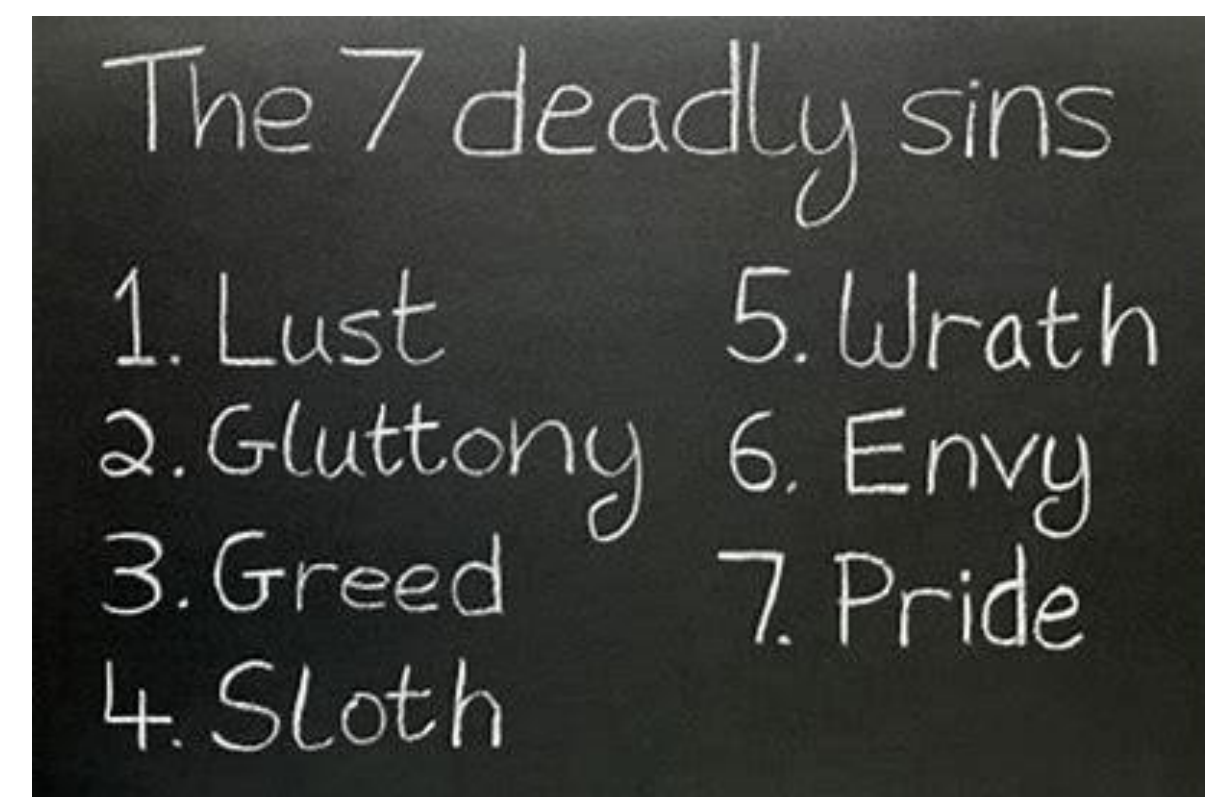 The 7 deadly sins
1. Lust
2. Gluttony
3. Greed
4. Sloth
5. Wrath
6. Envy
7. Pride